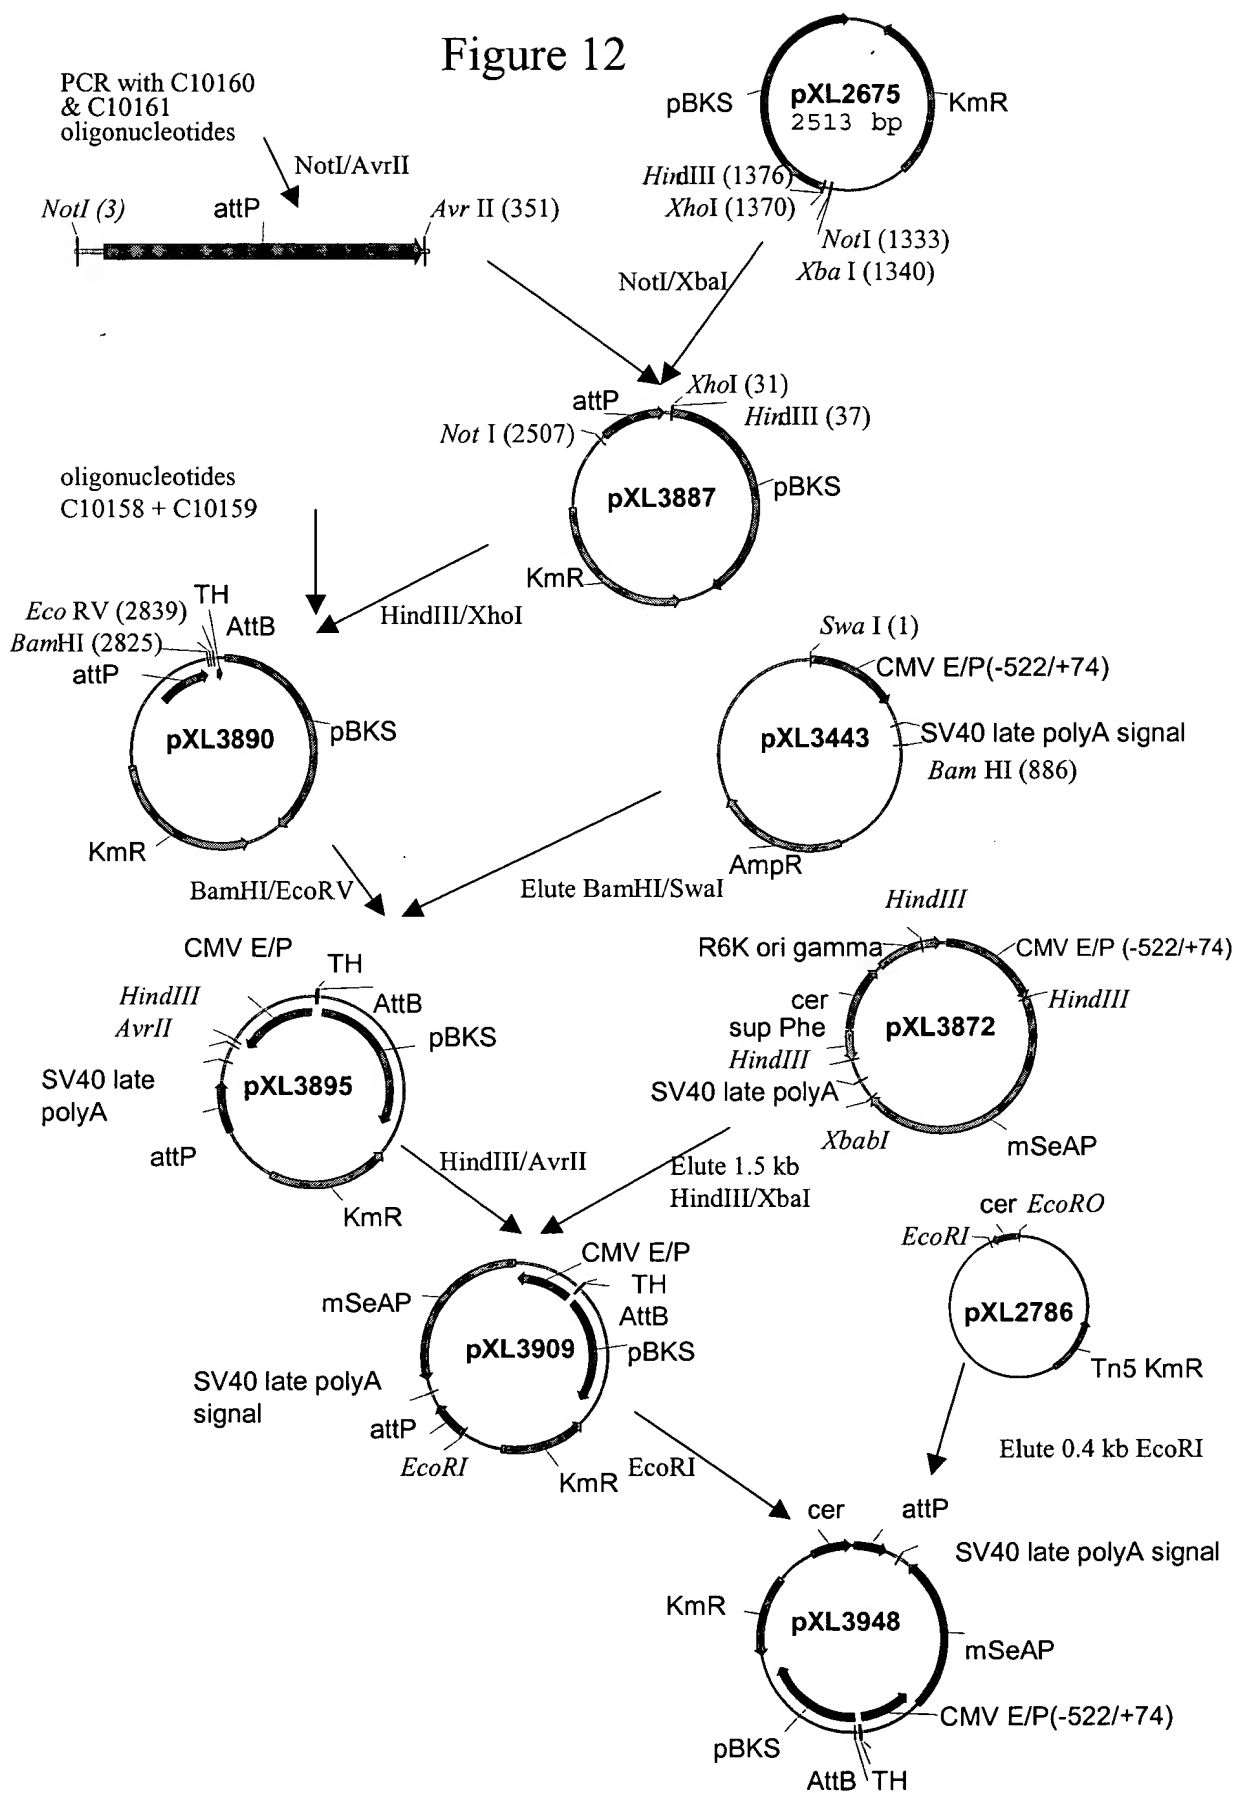 Figure 12
PCR with C10160
& C10161
oligonucleotides
NotI/AvrII
NotI (3)
attP
Avr II (351)
pBKS
pXL2675
2513 bp
KmR
HindIII (1376)
XhoI (1370)
NotI (1333)
Xba I (1340)
NotI/XbaI
XhoI (31)
attP
HindIII (37)
Not I (2507)
pXL3887
pBKS
KmR
oligonucleotides
C10158 + C10159
HindIII/XhoI
TH
Eco RV (2839)
AttB
BamHI (2825)
attP
pXL3890
pBKS
KmR
Swa I (1)
CMV E/P(-522/+74)
SV40 late polyA signal
pXL3443
Bam HI (886)
AmpR
BamHI/EcoRV
Elute BamHI/SwaI
CMV E/P
TH
HindIII
AttB
AvrII
pBKS
SV40 late
polyA
pXL3895
attP
KmR
HindIII
R6K ori gamma
CMV E/P (-522/+74)
cer
HindIII
sup Phe
pXL3872
HindIII
SV40 late polyA
XbabI
mSeAP
HindIII/AvrII
Elute 1.5 kb
HindIII/XbaI
CMV E/P
TH
mSeAP
AttB
pXL3909
pBKS
SV40 late polyA
signal
attP
EcoRI
KmR
cer EcoRO
EcoRI
pXL2786
Tn5 KmR
EcoRI
Elute 0.4 kb EcoRI
cer
attP
SV40 late polyA signal
KmR
pXL3948
mSeAP
CMV E/P(-522/+74)
pBKS
AttB
TH